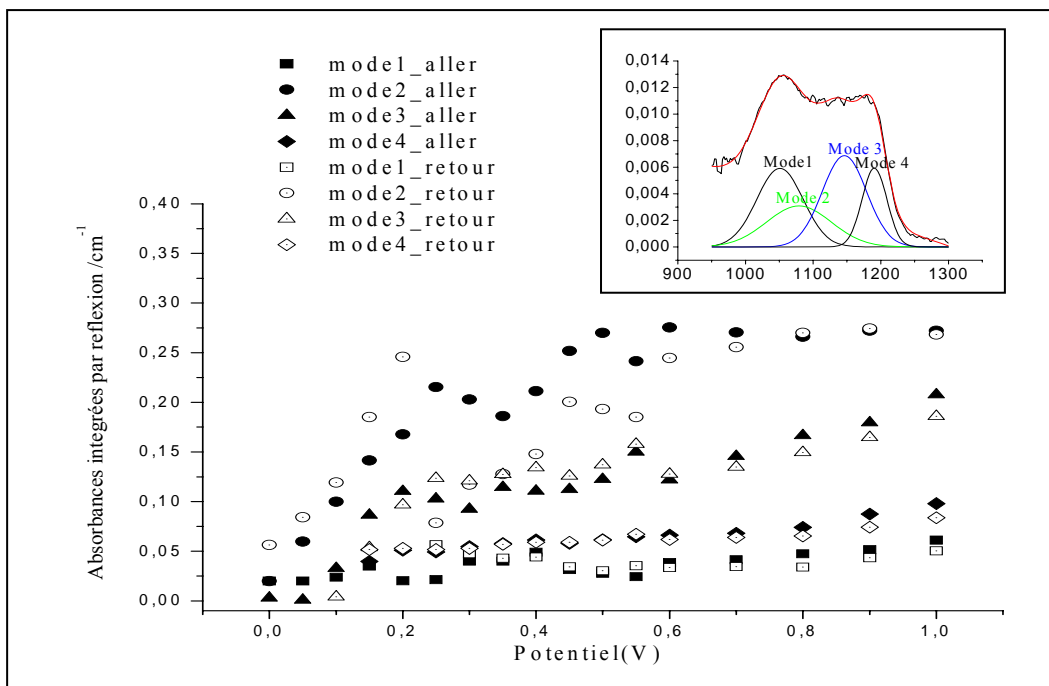 mode1_aller
mode2_aller
mode3_aller
mode4_aller
mode1_retour
mode2_retour
mode3_retour
mode4_retour
0,014
0,012
0,010
0,008
0,006
0,004
0,002
0,000
Mode1
Mode 2
Mode 3
Mode 4
900 1000 1100 1200 1300
Absorbances integrées par reflexion /cm-1
0,40
0,35
0,30
0,25
0,20
0,15
0,10
0,05
0,00
0,0 0,2 0,4 0,6 0,8 1,0
Potentiel(V)